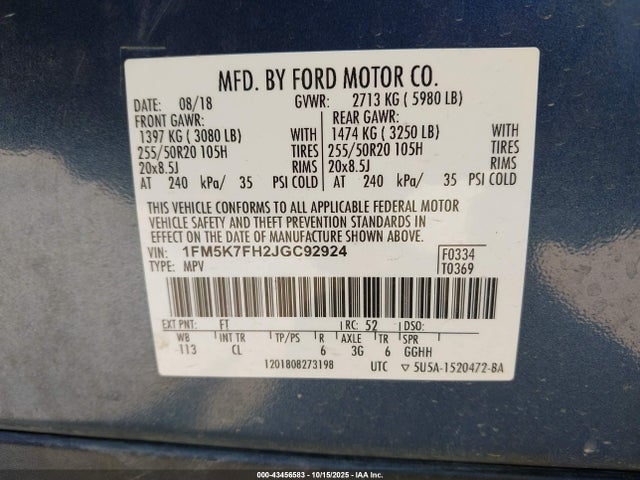 MFD. BY FORD MOTOR CO.
DATE: 08/18 GVWR: 2713 KG ( 5980 LB)
FRONT GAWR: REAR GAWR:
1397 KG ( 3080 LB) WITH 1474 KG ( 3250 LB) WITH
255/50R20 105H TIRES 255/50R20 105H TIRES
20x8.5J RIMS 20x8.5J RIMS
AT 240 kPa/ 35 PSI COLD AT 240 kPa/ 35 PSI COLD
THIS VEHICLE CONFORMS TO ALL APPLICABLE FEDERAL MOTOR
VEHICLE SAFETY AND THEFT PREVENTION STANDARDS IN
EFFECT ON THE DATE OF MANUFACTURE SHOWN ABOVE.
VIN: 1FM5K7FH2JGC92924 F0334
TYPE: MPV T0369
EXT PNT: FT RC: 52 DSO:
WB INT TR TP/PS R AXLE TR SPR
113 CL 6 3G 6 GGHH
1201808273198 UTC ▽ 5U5A-1520472-BA
000-43456583 - 10/15/2025 - IAA Inc.